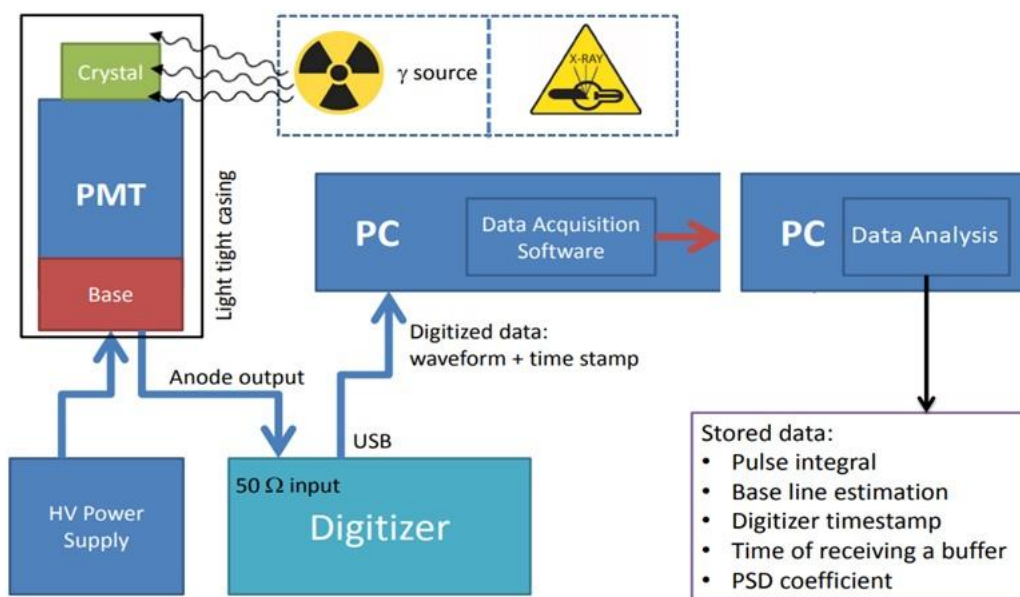 Crystal
γ source
X-RAY
PMT
Base
Light tight casing
PC
Data Acquisition
Software
PC
Data Analysis
Digitized data:
waveform + time stamp
Anode output
USB
HV Power
Supply
50 Ω input
Digitizer
Stored data:
• Pulse integral
• Base line estimation
• Digitizer timestamp
• Time of receiving a buffer
• PSD coefficient